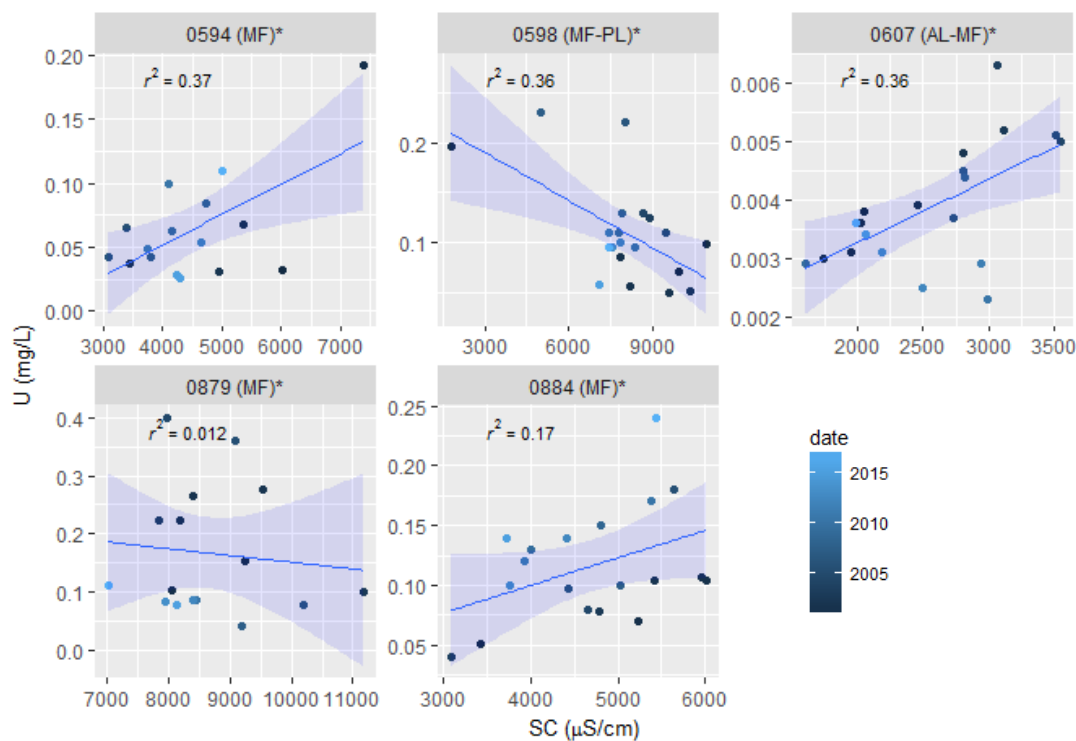 0594 (MF)* 0598 (MF-PL)* 0607 (AL-MF)*
r² = 0.37 r² = 0.36 r² = 0.36
0.20 0.15 0.10 0.05 0.00
0.2 0.1
0.006 0.005 0.004 0.003 0.002
3000 4000 5000 6000 7000
3000 6000 9000
2000 2500 3000 3500
U (mg/L)
0879 (MF)* 0884 (MF)*
r² = 0.012 r² = 0.17
0.4 0.3 0.2 0.1 0.0
0.25 0.20 0.15 0.10 0.05
7000 8000 9000 10000 11000
3000 4000 5000 6000
SC (μS/cm)
date
2015
2010
2005